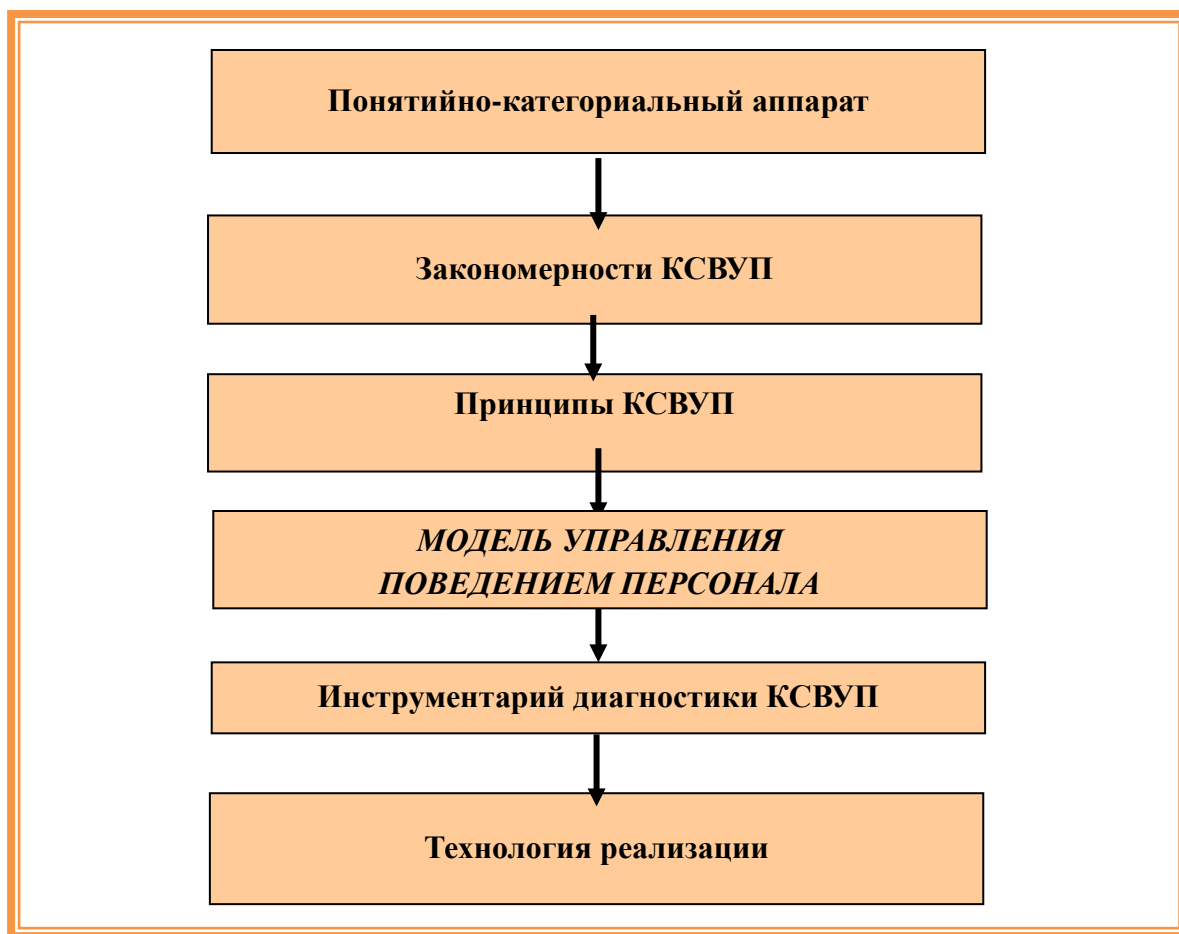 Понятийно-категориальный аппарат
Закономерности КСВУП
Принципы КСВУП
МОДЕЛЬ УПРАВЛЕНИЯ
ПОВЕДЕНИЕМ ПЕРСОНАЛА
Инструментарий диагностики КСВУП
Технология реализации